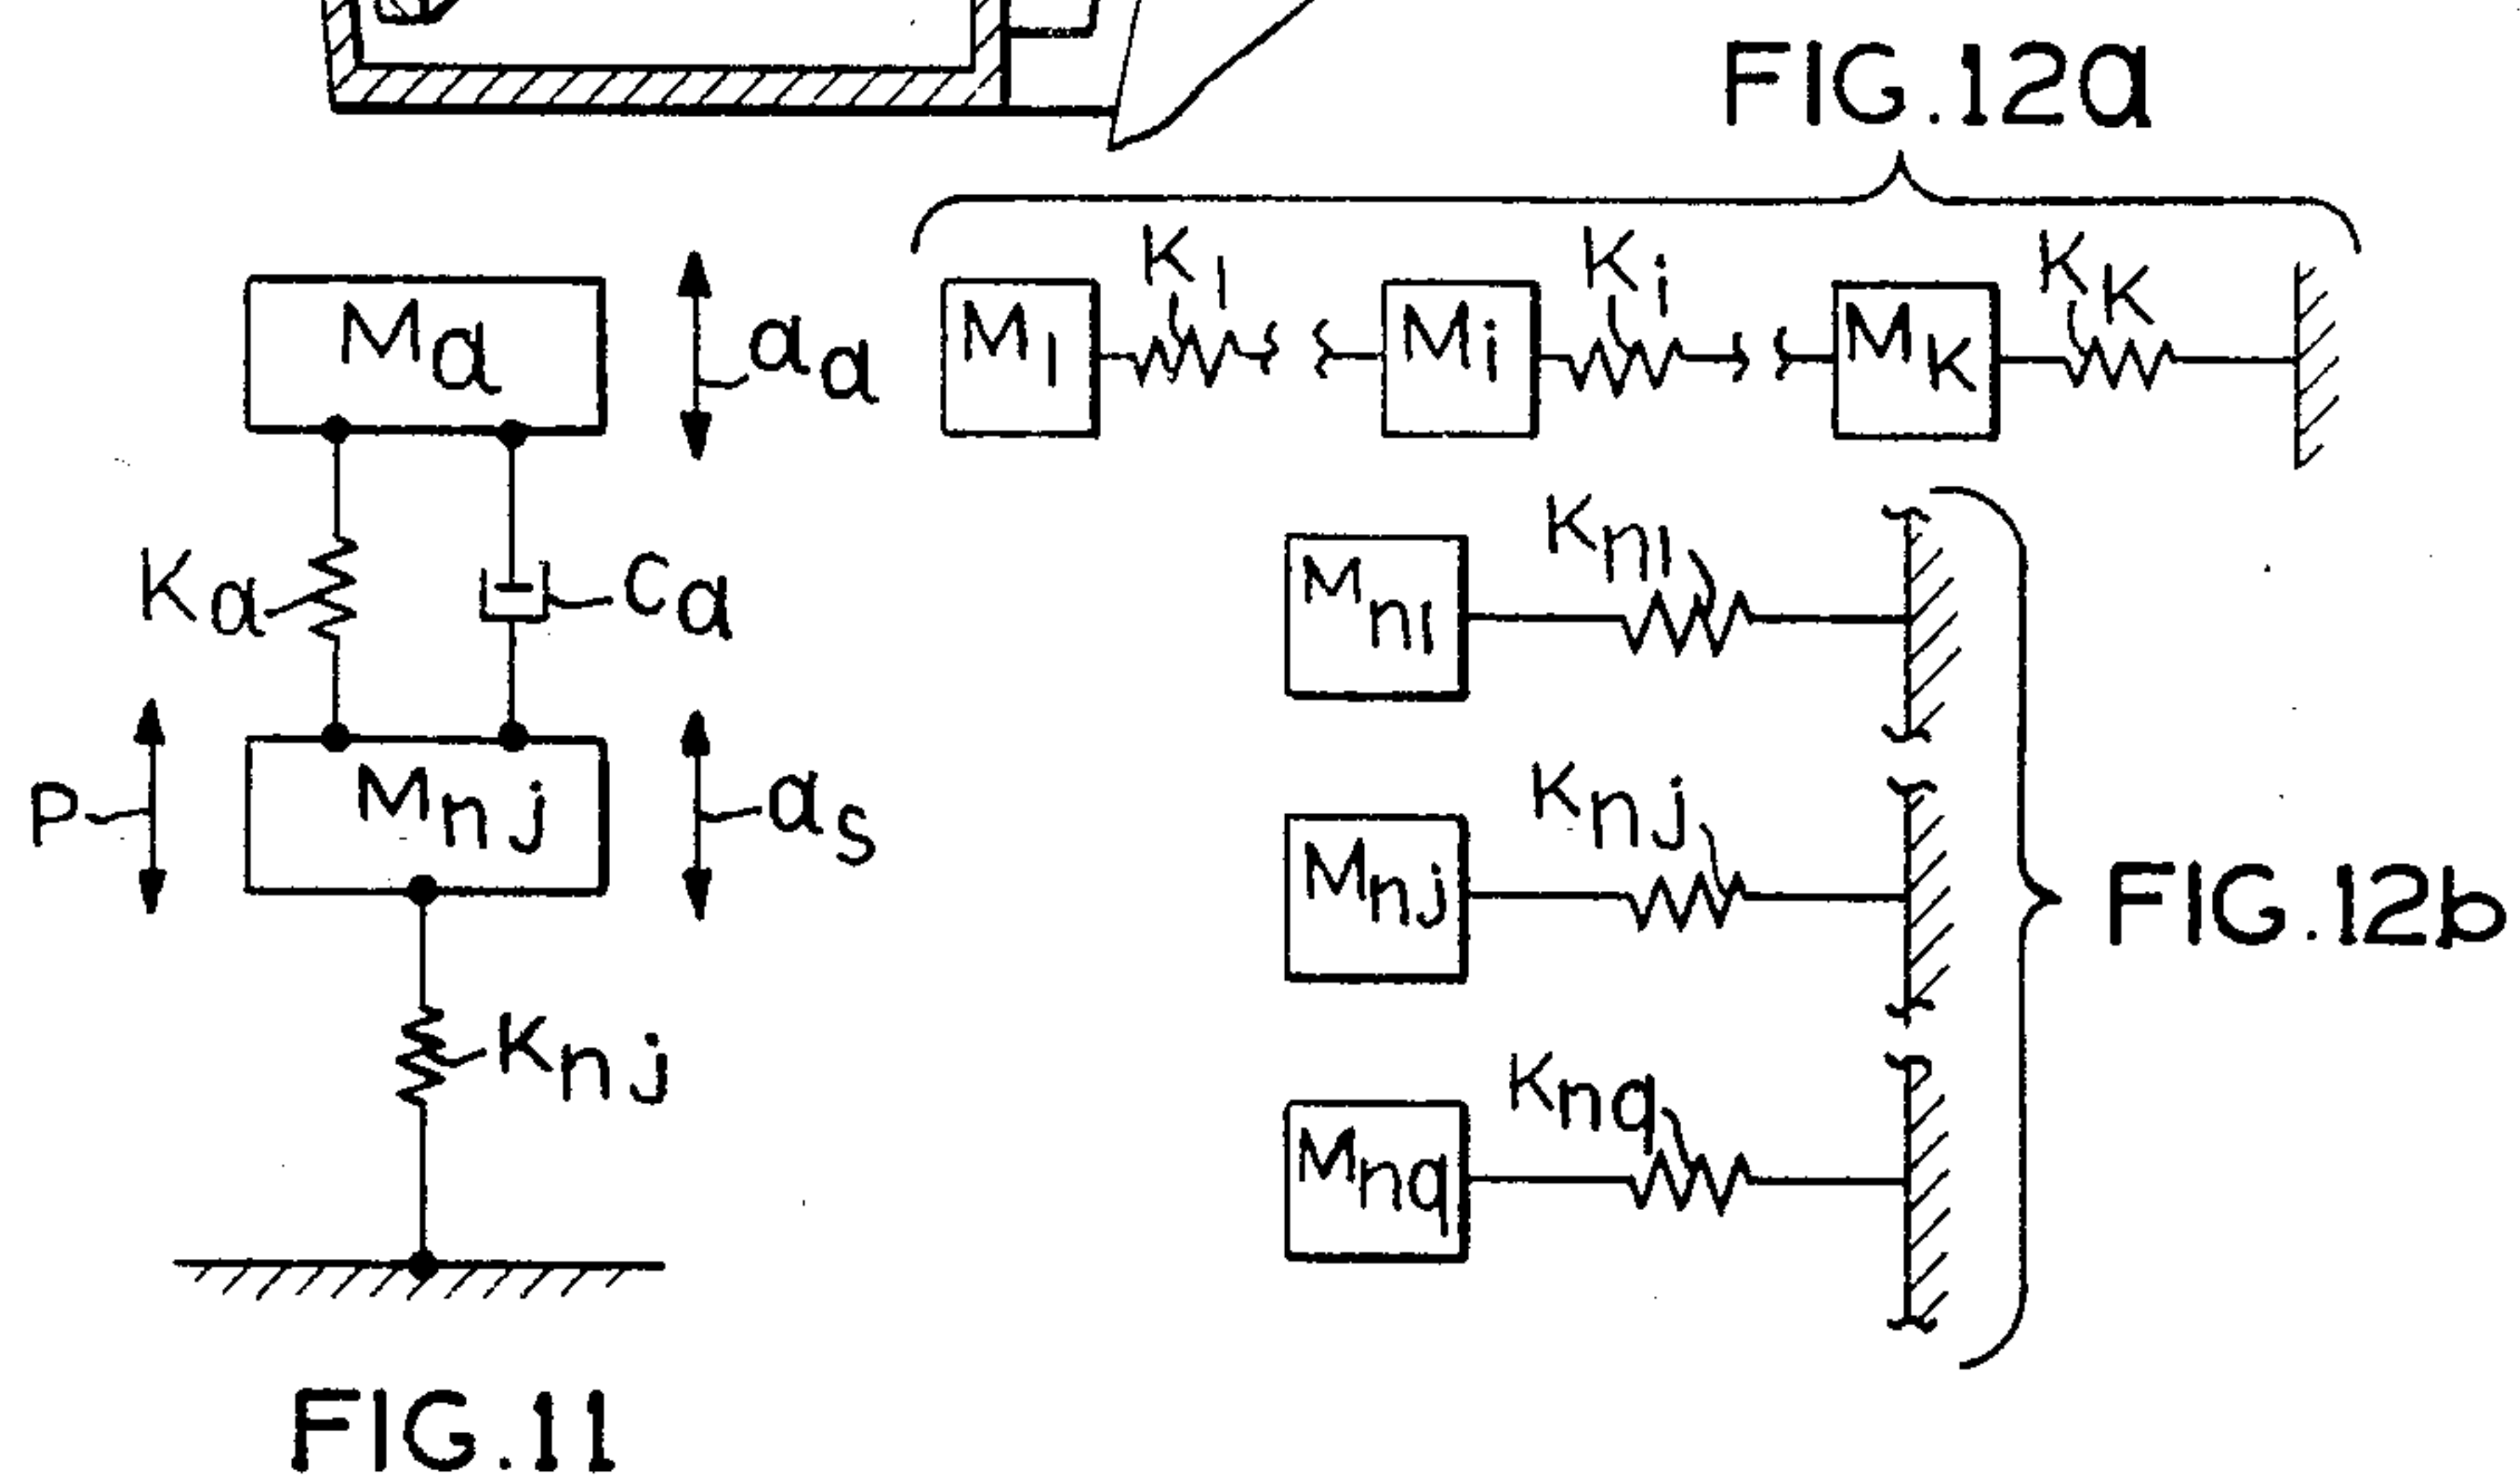 FIG.12a
K1 Ki KK
M1 Mi MK
Ma aa
Ka Ca
P Mnj as
Knj
FIG.11
Kn1
Mn1
Knj
Mnj
FIG.12b
Knq
Mnq